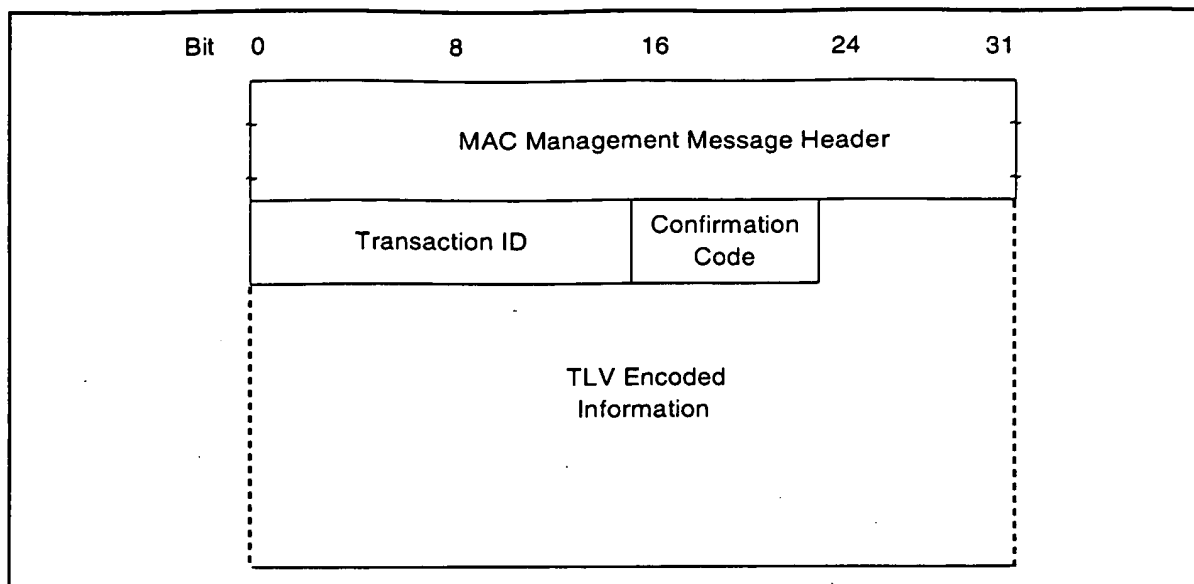 Bit 0 8 16 24 31
MAC Management Message Header
Transaction ID
Confirmation
Code
TLV Encoded
Information